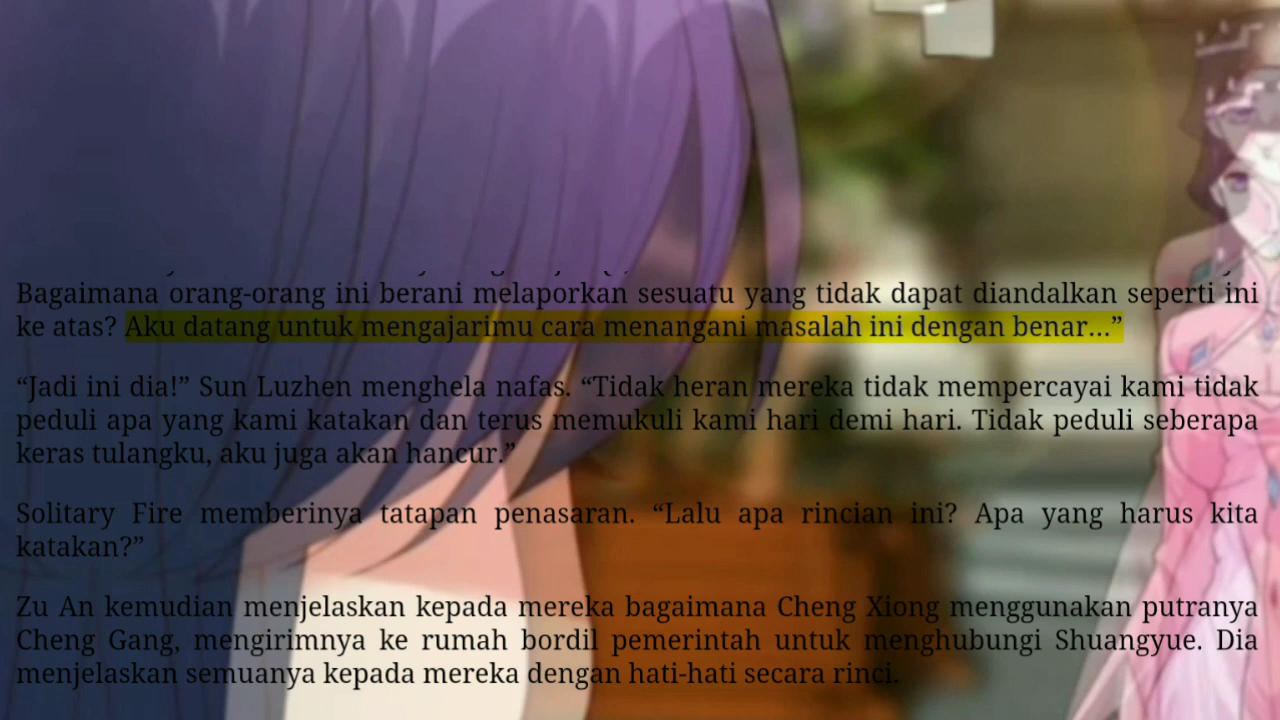 Bagaimana orang-orang ini berani melaporkan sesuatu yang tidak dapat diandalkan seperti ini
ke atas? Aku datang untuk mengajarimu cara menangani masalah ini dengan benar…”
“Jadi ini dia!” Sun Luzhen menghela nafas. “Tidak heran mereka tidak mempercayai kami tidak
peduli apa yang kami katakan dan terus memukuli kami hari demi hari. Tidak peduli seberapa
keras tulangku, aku juga akan hancur.”
Solitary Fire memberinya tatapan penasaran. “Lalu apa rincian ini? Apa yang harus kita
katakan?”
Zu An kemudian menjelaskan kepada mereka bagaimana Cheng Xiong menggunakan putranya
Cheng Gang, mengirimnya ke rumah bordil pemerintah untuk menghubungi Shuangyue. Dia
menjelaskan semuanya kepada mereka dengan hati-hati secara rinci.